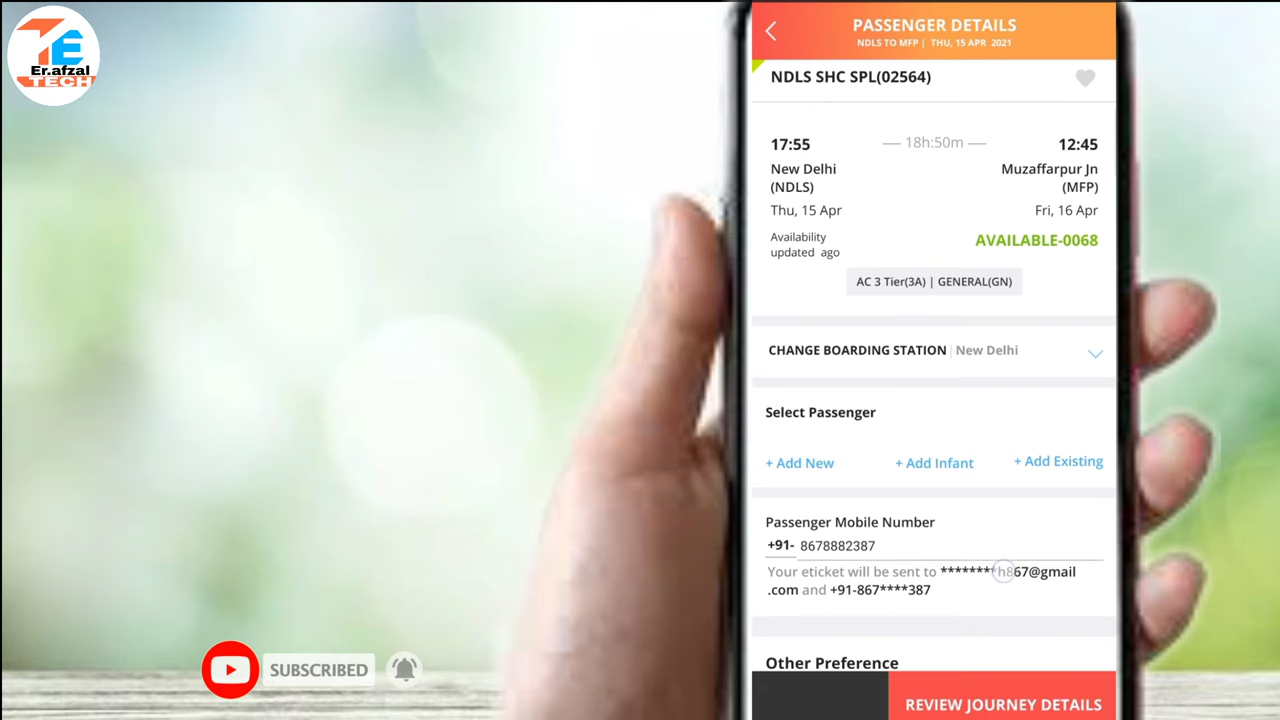 TE
Er.afzal
TECH
PASSENGER DETAILS
NDLS TO MFP | THU, 15 APR 2021
NDLS SHC SPL(02564)
17:55 — 18h:50m — 12:45
New Delhi
(NDLS)
Muzaffarpur Jn
(MFP)
Thu, 15 Apr
Fri, 16 Apr
Availability
updated ago
AVAILABLE-0068
AC 3 Tier(3A) | GENERAL(GN)
CHANGE BOARDING STATION | New Delhi
Select Passenger
+ Add New + Add Infant + Add Existing
Passenger Mobile Number
+91- 8678882387
Your eticket will be sent to ********h867@gmail
.com and +91-867****387
Other Preference
REVIEW JOURNEY DETAILS
SUBSCRIBED